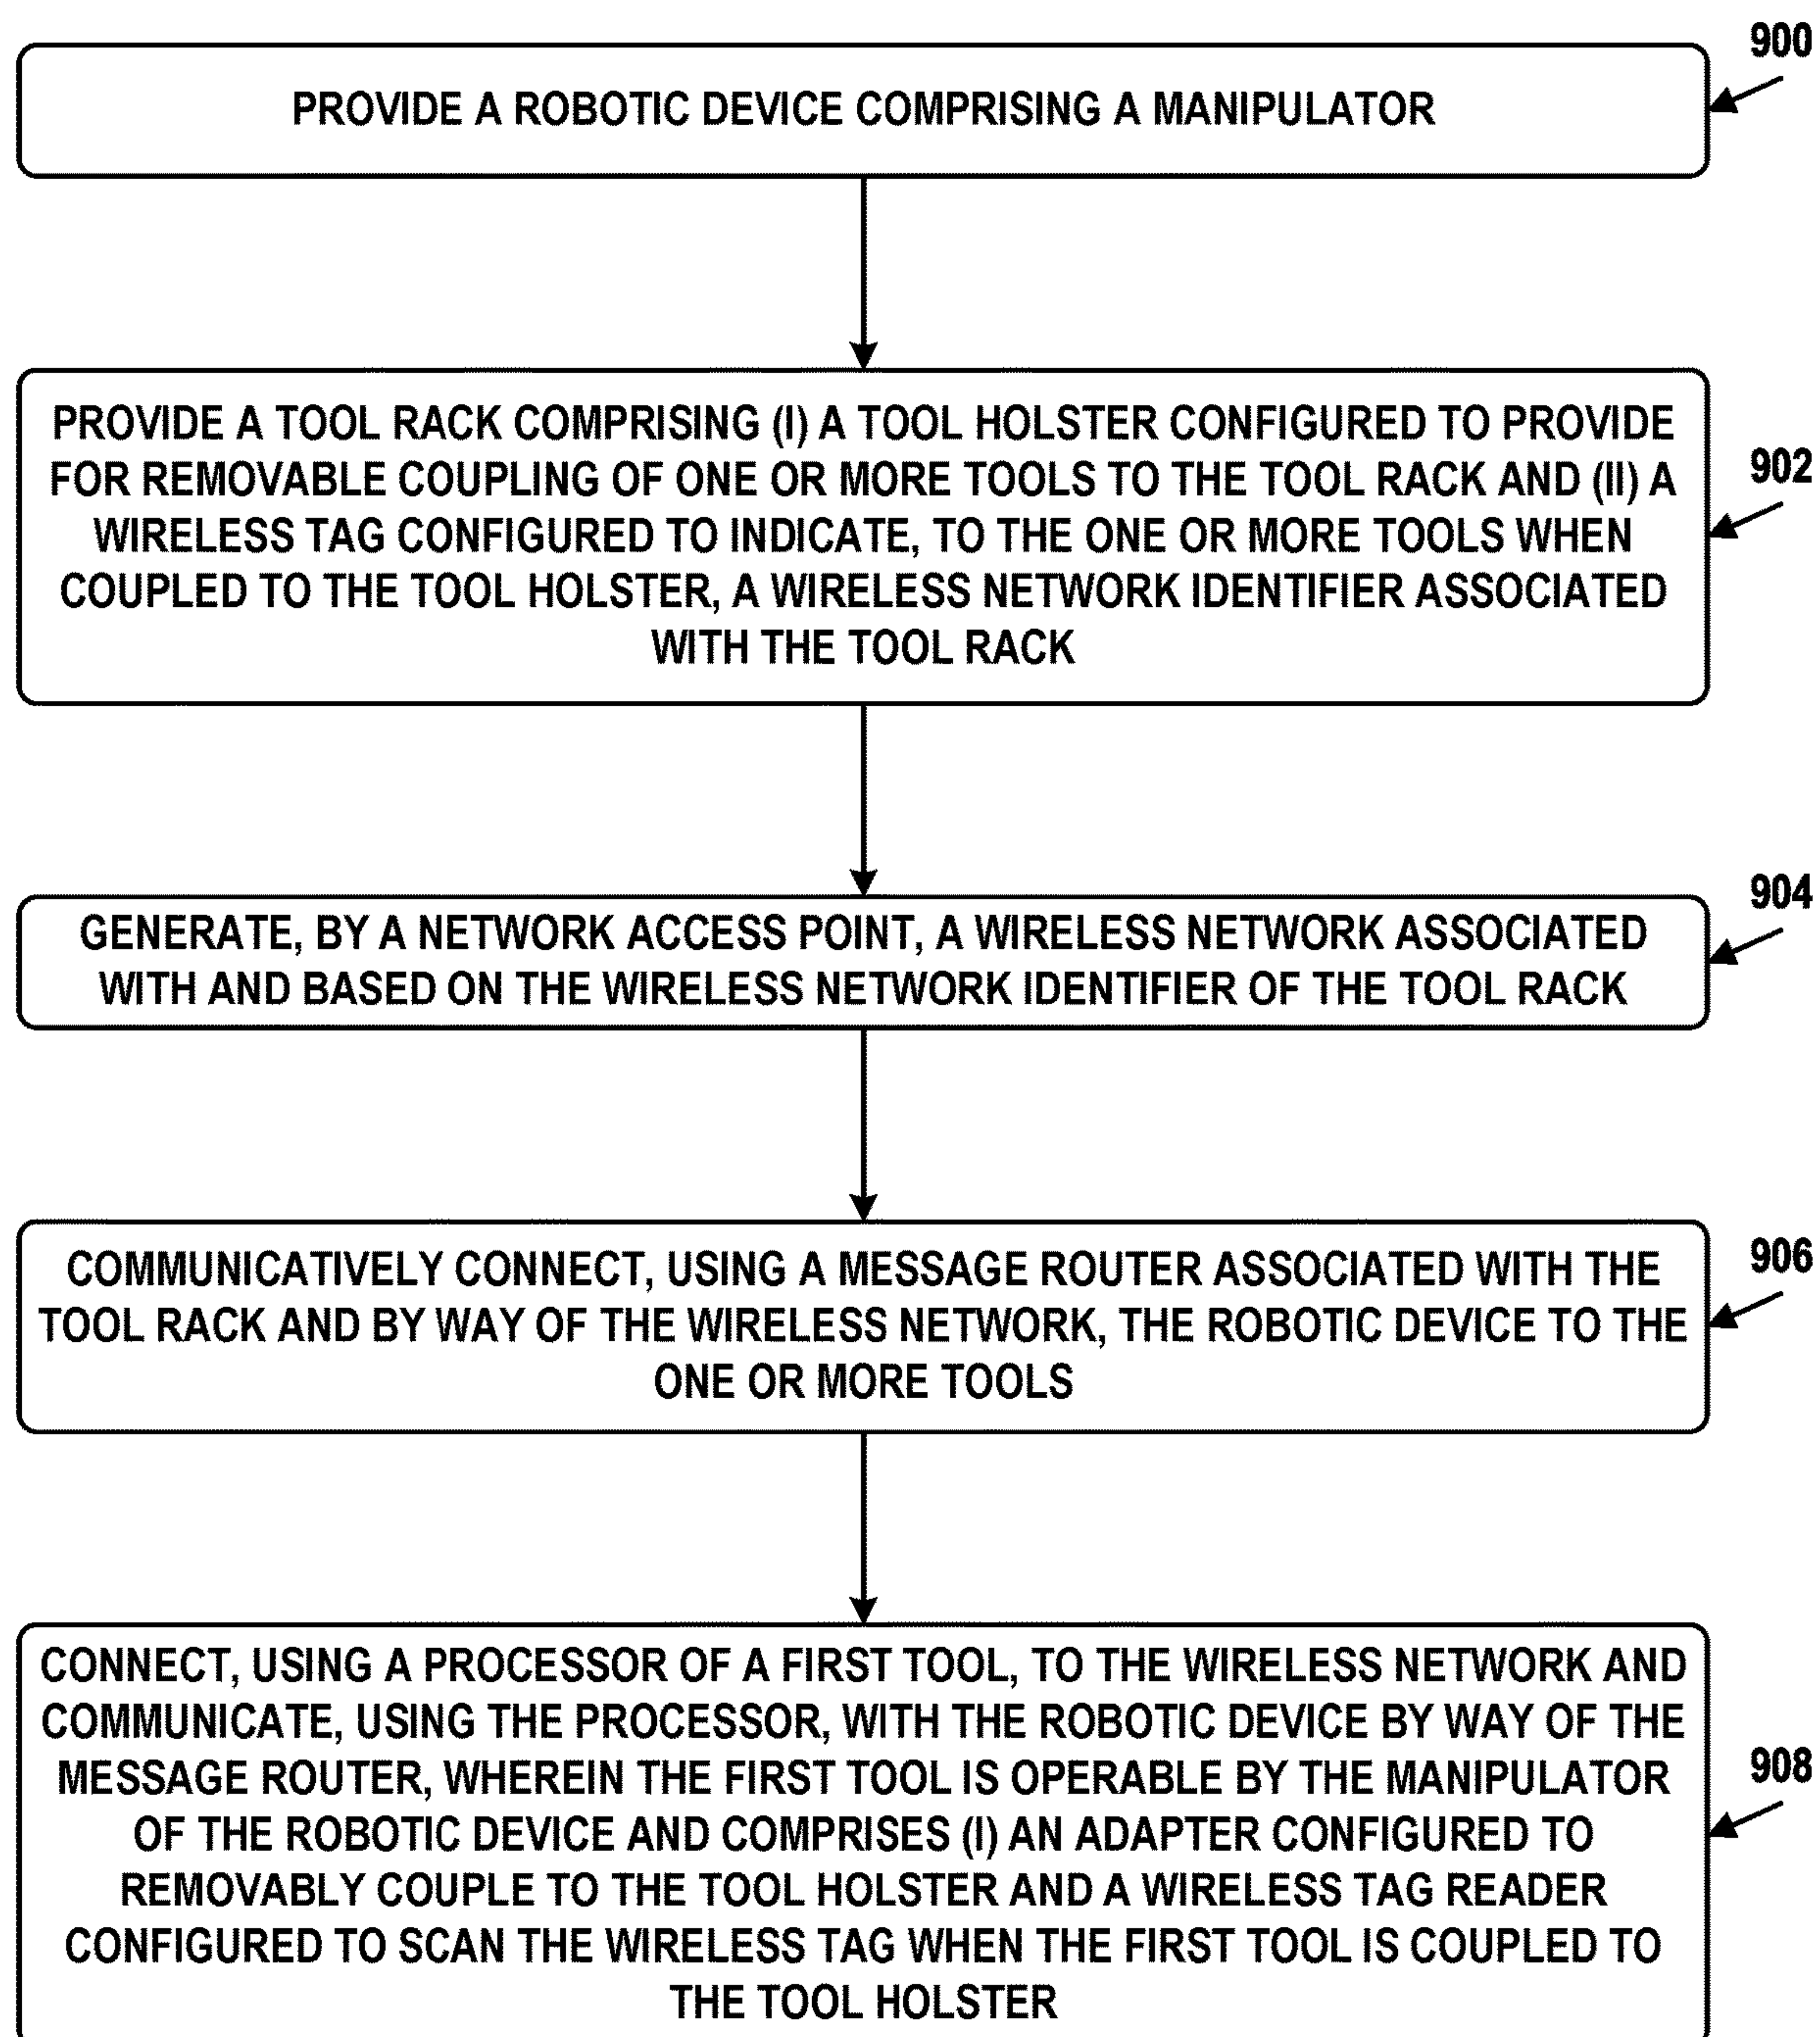 900
PROVIDE A ROBOTIC DEVICE COMPRISING A MANIPULATOR
PROVIDE A TOOL RACK COMPRISING (I) A TOOL HOLSTER CONFIGURED TO PROVIDE
FOR REMOVABLE COUPLING OF ONE OR MORE TOOLS TO THE TOOL RACK AND (II) A
WIRELESS TAG CONFIGURED TO INDICATE, TO THE ONE OR MORE TOOLS WHEN
COUPLED TO THE TOOL HOLSTER, A WIRELESS NETWORK IDENTIFIER ASSOCIATED
WITH THE TOOL RACK
902
904
GENERATE, BY A NETWORK ACCESS POINT, A WIRELESS NETWORK ASSOCIATED
WITH AND BASED ON THE WIRELESS NETWORK IDENTIFIER OF THE TOOL RACK
906
COMMUNICATIVELY CONNECT, USING A MESSAGE ROUTER ASSOCIATED WITH THE
TOOL RACK AND BY WAY OF THE WIRELESS NETWORK, THE ROBOTIC DEVICE TO THE
ONE OR MORE TOOLS
CONNECT, USING A PROCESSOR OF A FIRST TOOL, TO THE WIRELESS NETWORK AND
COMMUNICATE, USING THE PROCESSOR, WITH THE ROBOTIC DEVICE BY WAY OF THE
MESSAGE ROUTER, WHEREIN THE FIRST TOOL IS OPERABLE BY THE MANIPULATOR
OF THE ROBOTIC DEVICE AND COMPRISES (I) AN ADAPTER CONFIGURED TO
REMOVABLY COUPLE TO THE TOOL HOLSTER AND A WIRELESS TAG READER
CONFIGURED TO SCAN THE WIRELESS TAG WHEN THE FIRST TOOL IS COUPLED TO
THE TOOL HOLSTER
908